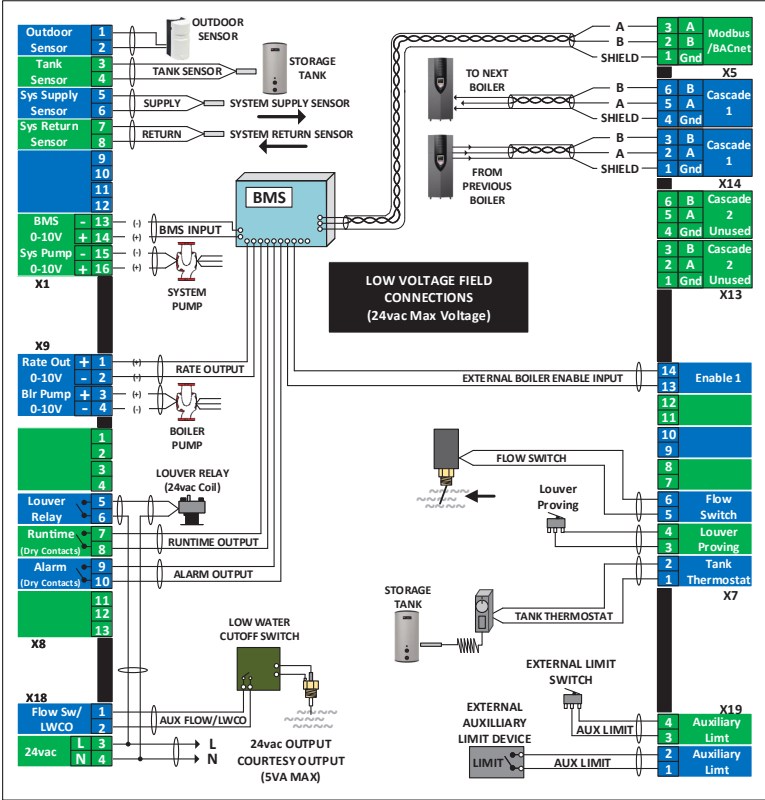 Outdoor
Sensor
1
2
OUTDOOR
SENSOR
Tank
Sensor
3
4
TANK SENSOR
STORAGE
TANK
Sys Supply
Sensor
5
6
SUPPLY
SYSTEM SUPPLY SENSOR
Sys Return
Sensor
7
8
RETURN
SYSTEM RETURN SENSOR
9
10
11
12
BMS
0-10V
- 13
+ 14
(-)
(+)
BMS INPUT
BMS
Sys Pump
0-10V
- 15
+ 16
(-)
(+)
SYSTEM
PUMP
X1
X9
Rate Out
0-10V
+ 1
- 2
(+)
(-)
RATE OUTPUT
Blr Pump
0-10V
+ 3
- 4
(+)
(-)
BOILER
PUMP
1
2
3
4
Louver
Relay
5
6
LOUVER RELAY
(24vac Coil)
Runtime
(Dry Contacts)
7
8
RUNTIME OUTPUT
Alarm
(Dry Contacts)
9
10
ALARM OUTPUT
11
12
13
X8
X18
Flow Sw/
LWCO
1
2
AUX FLOW/LWCO
LOW WATER
CUTOFF SWITCH
24vac
L 3
N 4
L
N
24vac OUTPUT
COURTESY OUTPUT
(5VA MAX)
LOW VOLTAGE FIELD
CONNECTIONS
(24vac Max Voltage)
A
B
SHIELD
3 A
2 B
1 Gnd
Modbus
/BACnet
X5
TO NEXT
BOILER
B
A
SHIELD
6 B
5 A
4 Gnd
Cascade
1
FROM
PREVIOUS
BOILER
B
A
SHIELD
3 B
2 A
1 Gnd
Cascade
1
X14
6 B
5 A
4 Gnd
Cascade
2
Unused
3 B
2 A
1 Gnd
Cascade
2
Unused
X13
EXTERNAL BOILER ENABLE INPUT
14
13
Enable 1
12
11
10
9
8
7
FLOW SWITCH
6
5
Flow
Switch
Louver
Proving
4
3
Louver
Proving
STORAGE
TANK
TANK THERMOSTAT
2
1
Tank
Thermostat
X7
EXTERNAL LIMIT
SWITCH
AUX LIMIT
X19
4
3
Auxiliary
Limt
EXTERNAL
AUXILLIARY
LIMIT DEVICE
LIMIT
AUX LIMIT
2
1
Auxiliary
Limt